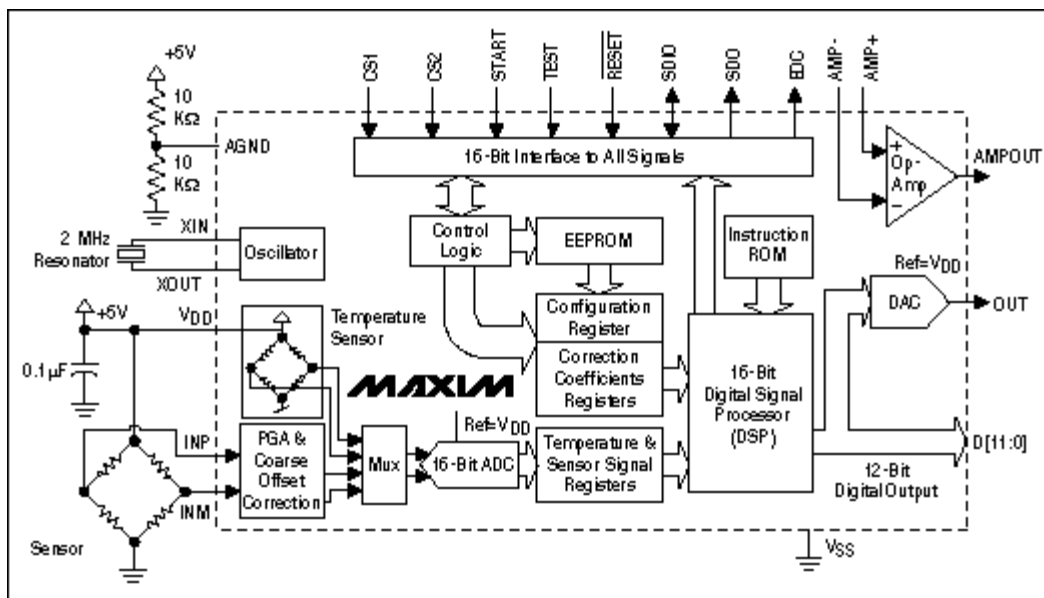 +5V
10
KΩ
10
KΩ
AGND
CS1
CS2
START
TEST
RESET
SDIO
SDO
EOC
AMP-
AMP+
16-Bit Interface to All Signals
+
Op-
Amp
−
AMPOUT
2 MHz
Resonator
XIN
XOUT
Oscillator
Control
Logic
EEPROM
Instruction
ROM
Ref=VDD
DAC
OUT
+5V
VDD
0.1µF
Temperature
Sensor
Configuration
Register
Correction
Coefficients
Registers
16-Bit
Digital Signal
Processor
(DSP)
MAXIM
INP
INM
Sensor
PGA &
Coarse
Offset
Correction
Mux
Ref=VDD
16-Bit ADC
Temperature &
Sensor Signal
Registers
D[11:0]
12-Bit
Digital Output
VSS